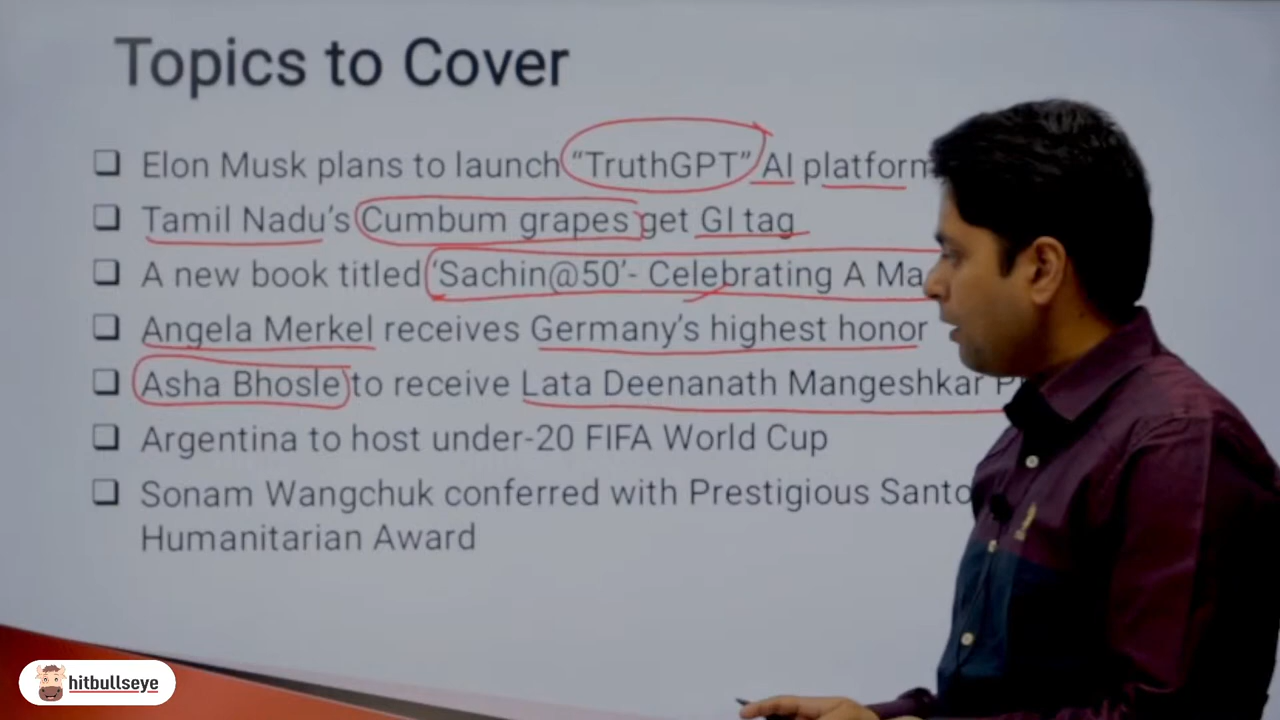 Topics to Cover
Elon Musk plans to launch “TruthGPT” AI platform
Tamil Nadu’s Cumbum grapes get GI tag
A new book titled ‘Sachin@50’- Celebrating A
Angela Merkel receives Germany’s highest honor
Asha Bhosle to receive Lata Deenanath Mangeshkar
Argentina to host under-20 FIFA World Cup
Sonam Wangchuk conferred with Prestigious
Humanitarian Award
hitbullseye